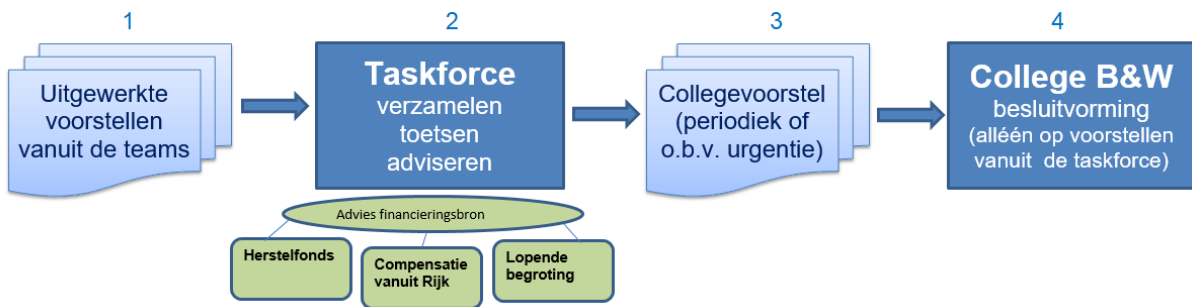 1
2
3
4
Uitgewerkte
voorstellen
vanuit de teams
Taskforce
verzamelen
toetsen
adviseren
Collegevoorstel
(periodiek of
o.b.v. urgentie)
College B&W
besluitvorming
(alléén op voorstellen
vanuit de taskforce)
Advies financieringsbron
Herstelfonds
Compensatie
vanuit Rijk
Lopende
begroting